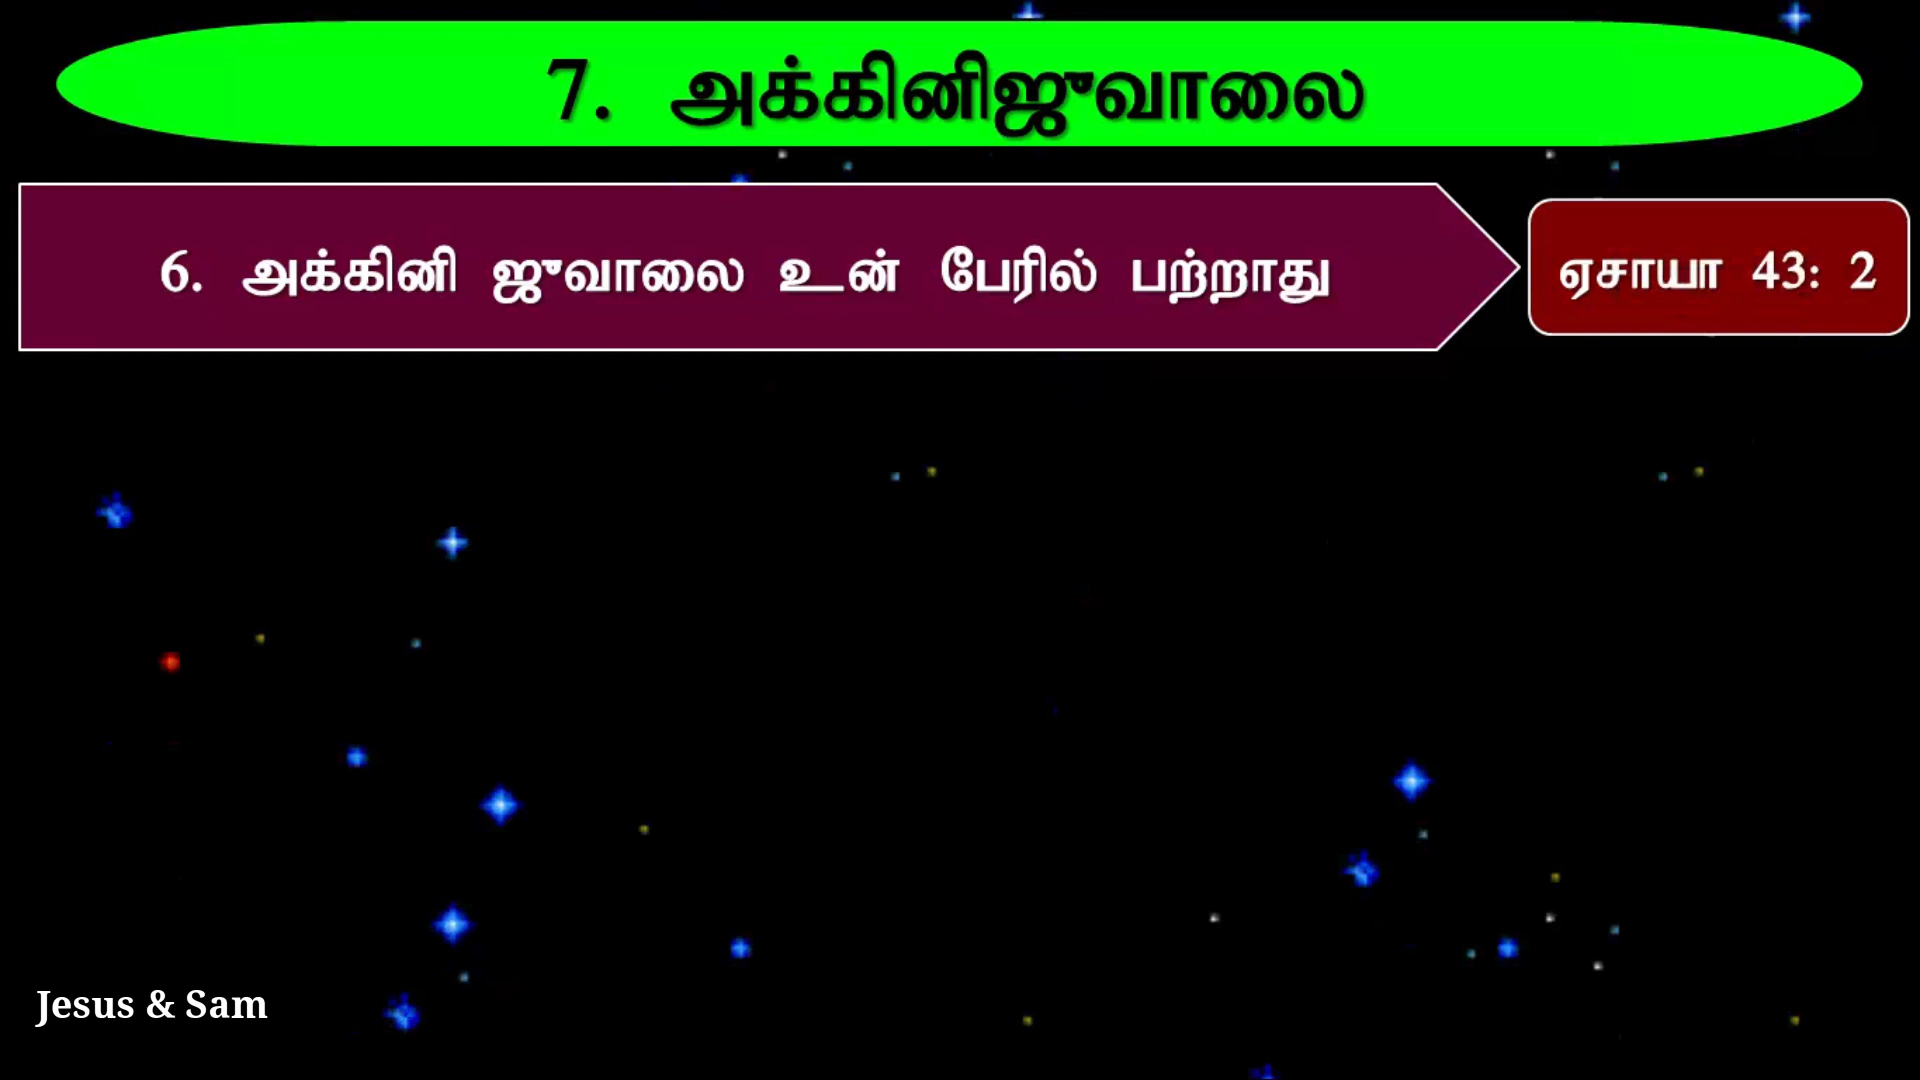 7. அக்கினிஜுவாலை
6. அக்கினி ஜுவாலை உன் பேரில் பற்றாது
ஏசாயா 43: 2
Jesus & Sam